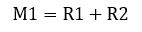 M1 = R1 + R2